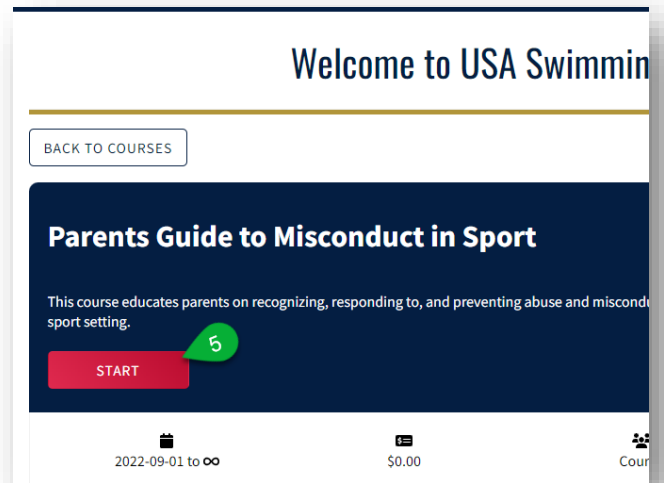 Welcome to USA Swimmin
BACK TO COURSES
Parents Guide to Misconduct in Sport
This course educates parents on recognizing, responding to, and preventing abuse and miscondu
sport setting.
5
START
2022-09-01 to ∞
$0.00
Cour